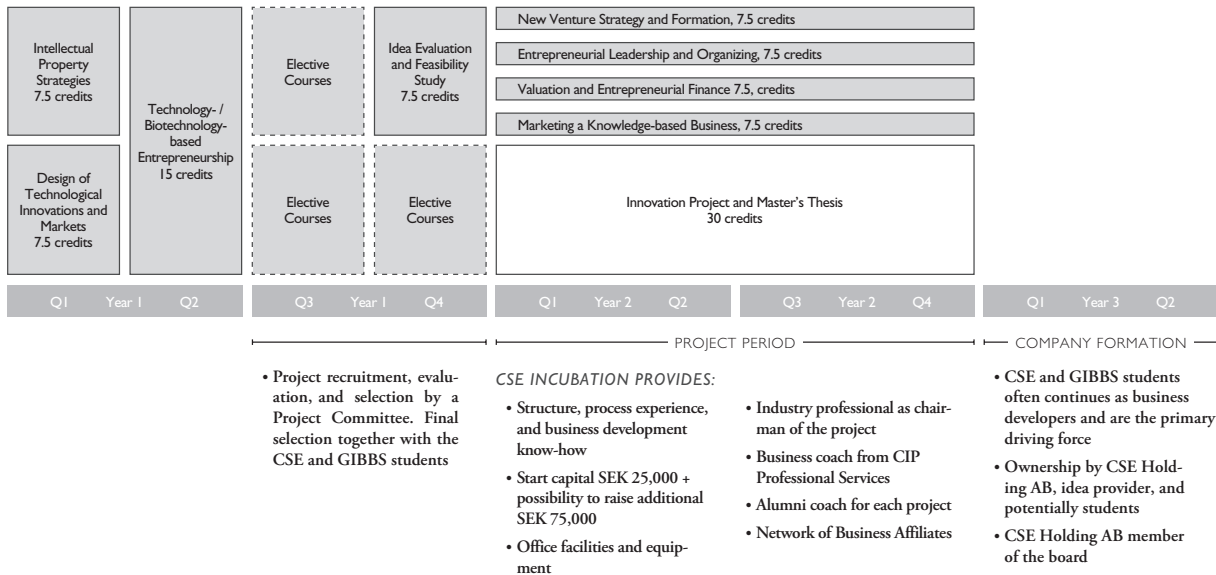 Intellectual
Property
Strategies
7.5 credits
Design of
Technological
Innovations and
Markets
7.5 credits
Technology- /
Biotechnology-
based
Entrepreneurship
15 credits
Elective
Courses
Elective
Courses
Idea Evaluation
and Feasibility
Study
7.5 credits
Elective
Courses
New Venture Strategy and Formation, 7.5 credits
Entrepreneurial Leadership and Organizing, 7.5 credits
Valuation and Entrepreneurial Finance 7.5, credits
Marketing a Knowledge-based Business, 7.5 credits
Innovation Project and Master's Thesis
30 credits
Q1 Year 1 Q2
Q3 Year 1 Q4
Q1 Year 2 Q2
Q3 Year 2 Q4
Q1 Year 3 Q2
PROJECT PERIOD
COMPANY FORMATION
• Project recruitment, evalu-
ation, and selection by a
Project Committee. Final
selection together with the
CSE and GIBBS students
CSE INCUBATION PROVIDES:
• Structure, process experience,
and business development
know-how
• Start capital SEK 25,000 +
possibility to raise additional
SEK 75,000
• Office facilities and equip-
ment
• Industry professional as chair-
man of the project
• Business coach from CIP
Professional Services
• Alumni coach for each project
• Network of Business Affiliates
• CSE and GIBBS students
often continues as business
developers and are the primary
driving force
• Ownership by CSE Hold-
ing AB, idea provider, and
potentially students
• CSE Holding AB member
of the board